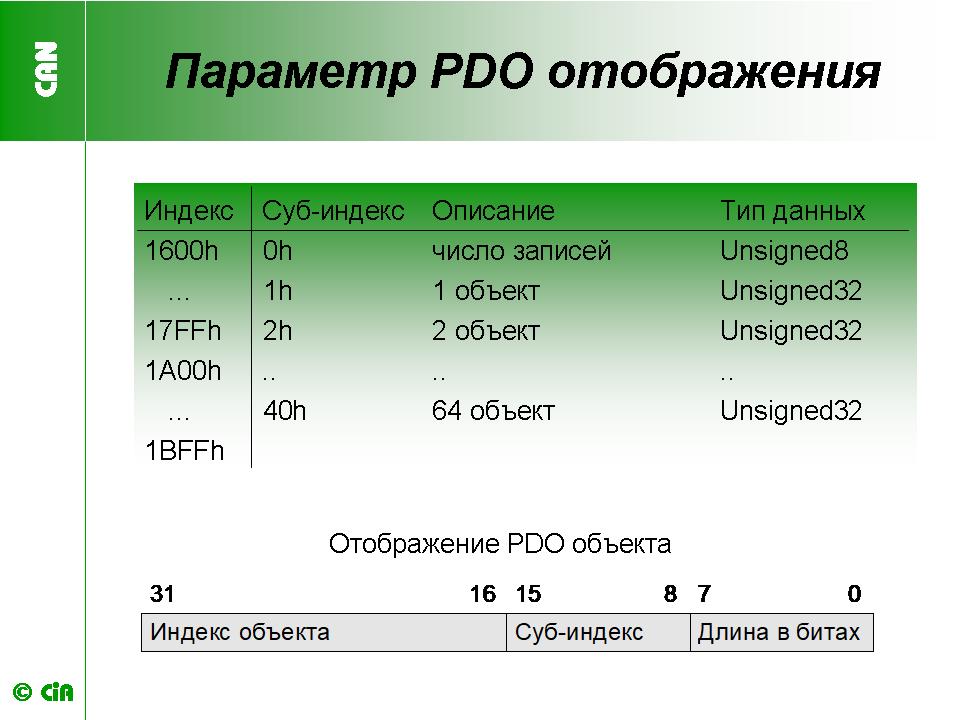 CAN
Параметр PDO отображения
Индекс Суб-индекс Описание Тип данных
1600h 0h число записей Unsigned8
... 1h 1 объект Unsigned32
17FFh 2h 2 объект Unsigned32
1A00h .. .. ..
... 40h 64 объект Unsigned32
1BFFh
Отображение PDO объекта
31 16 15 8 7 0
Индекс объекта Суб-индекс Длина в битах
© CiA